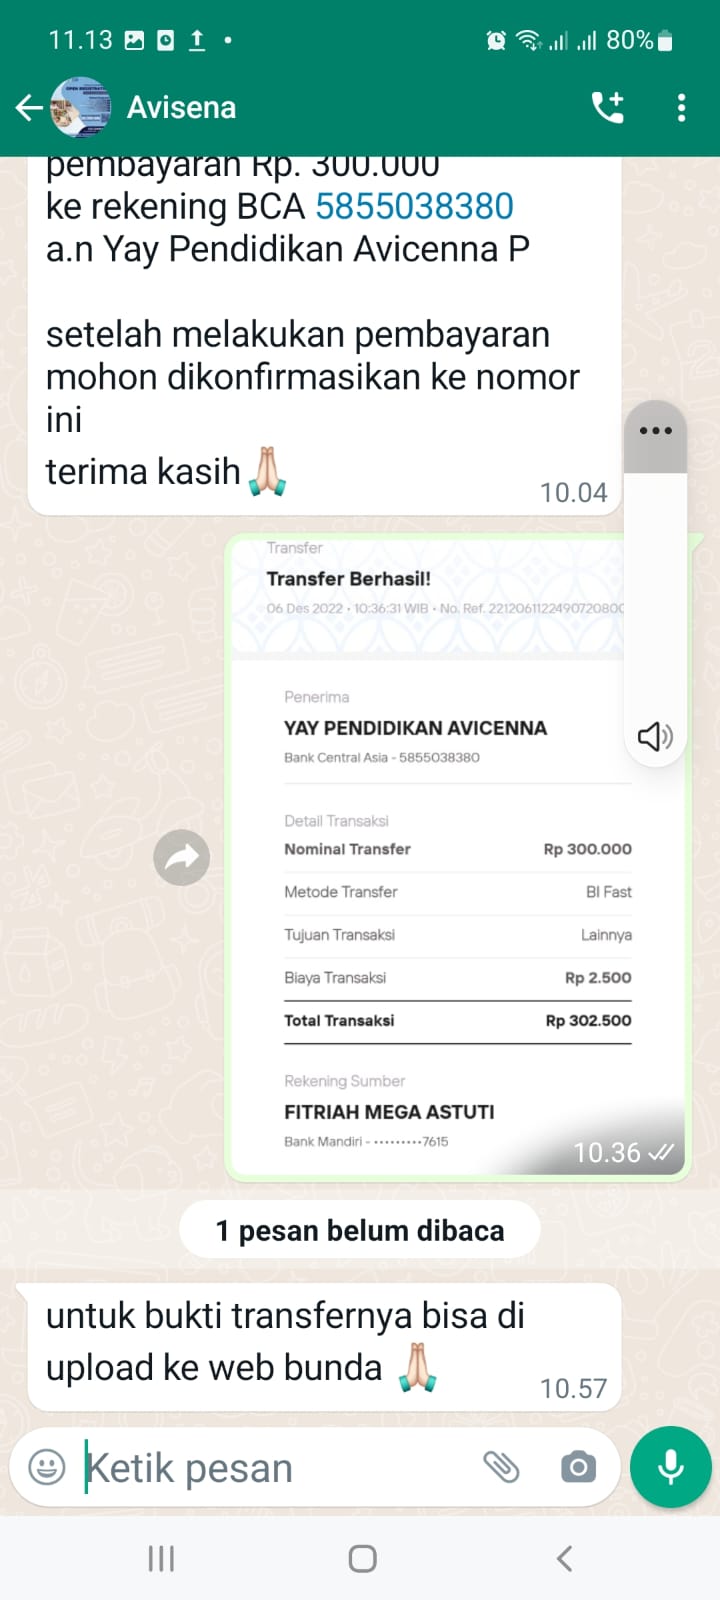 11.13
80%
Avisena
pembayaran Rp. 300.000
ke rekening BCA 5855038380
a.n Yay Pendidikan Avicenna P
setelah melakukan pembayaran
mohon dikonfirmasikan ke nomor
ini
terima kasih🙏
10.04
Transfer
Transfer Berhasil!
06 Des 2022 • 10:36:31 WIB • No. Ref. 2212061122490720800
Penerima
YAY PENDIDIKAN AVICENNA
Bank Central Asia - 5855038380
Detail Transaksi
Nominal Transfer Rp 300.000
Metode Transfer BI Fast
Tujuan Transaksi Lainnya
Biaya Transaksi Rp 2.500
Total Transaksi Rp 302.500
Rekening Sumber
FITRIAH MEGA ASTUTI
Bank Mandiri - •••••••••7615
10.36
1 pesan belum dibaca
untuk bukti transfernya bisa di
upload ke web bunda 🙏
10.57
Ketik pesan